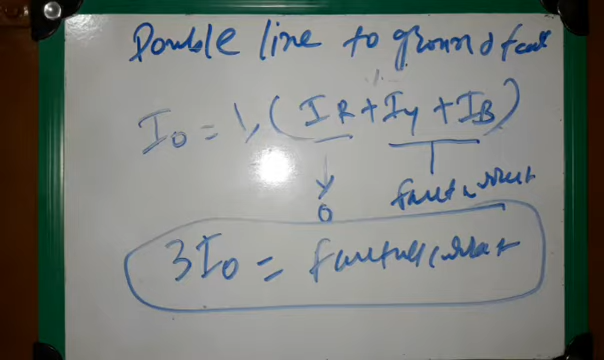 Double line to ground fault
I0 = 1/3 (IR + Iy + IB)
0
fault current
3I0 = fault current